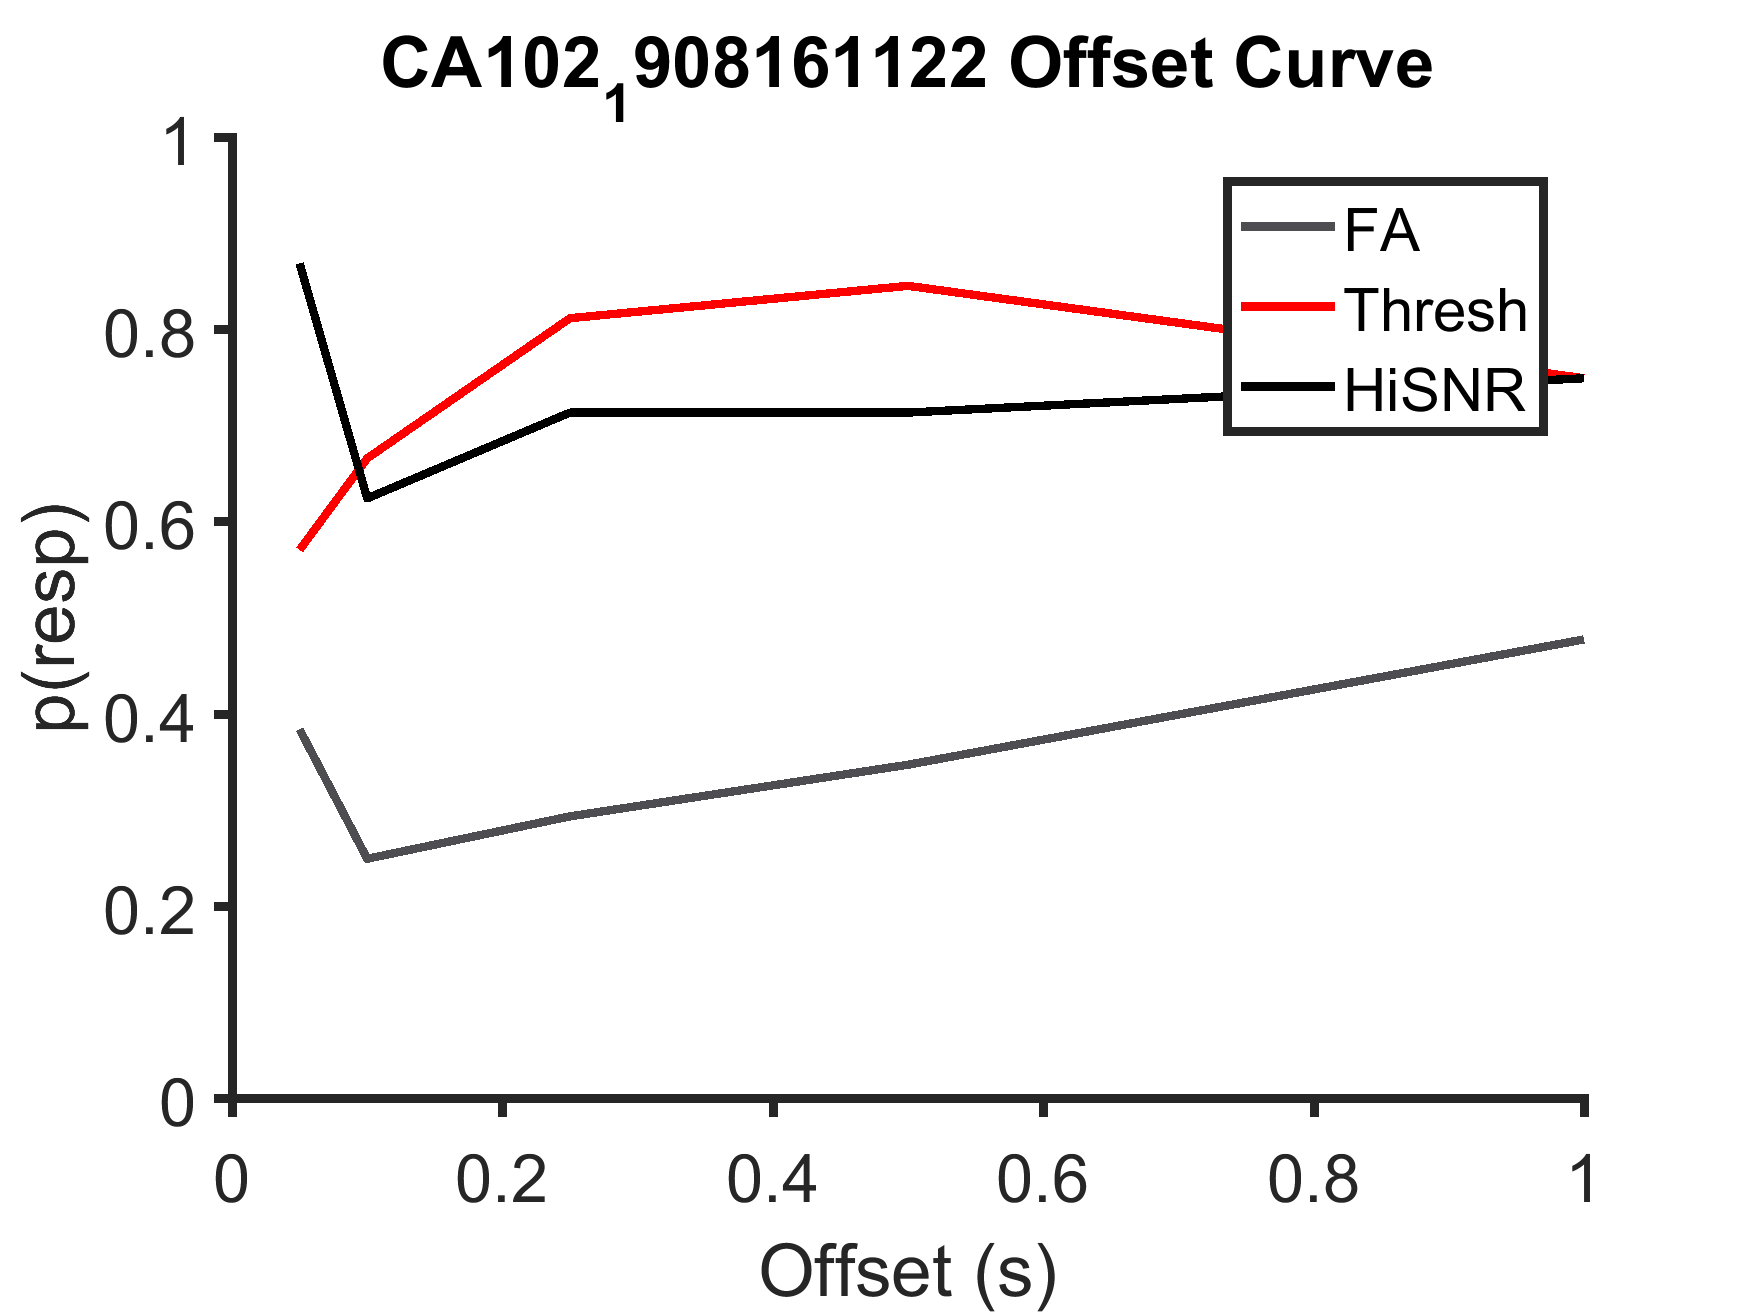 CA102₁908161122 Offset Curve
1
0.8
0.6
0.4
0.2
0
p(resp)
FA
Thresh
HiSNR
0 0.2 0.4 0.6 0.8 1
Offset (s)